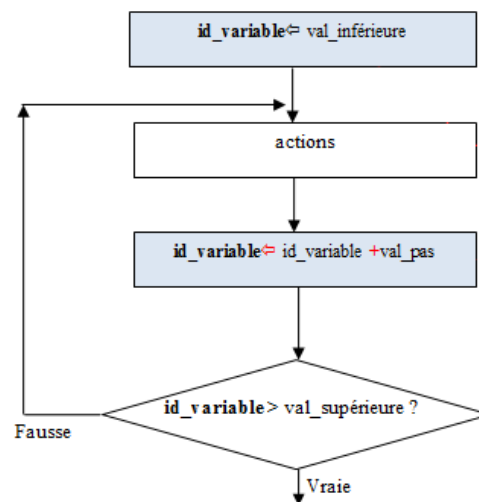 id_variable⇐ val_inférieure
actions
id_variable⇐ id_variable +val_pas
id_variable > val_supérieure ?
Fausse
Vraie